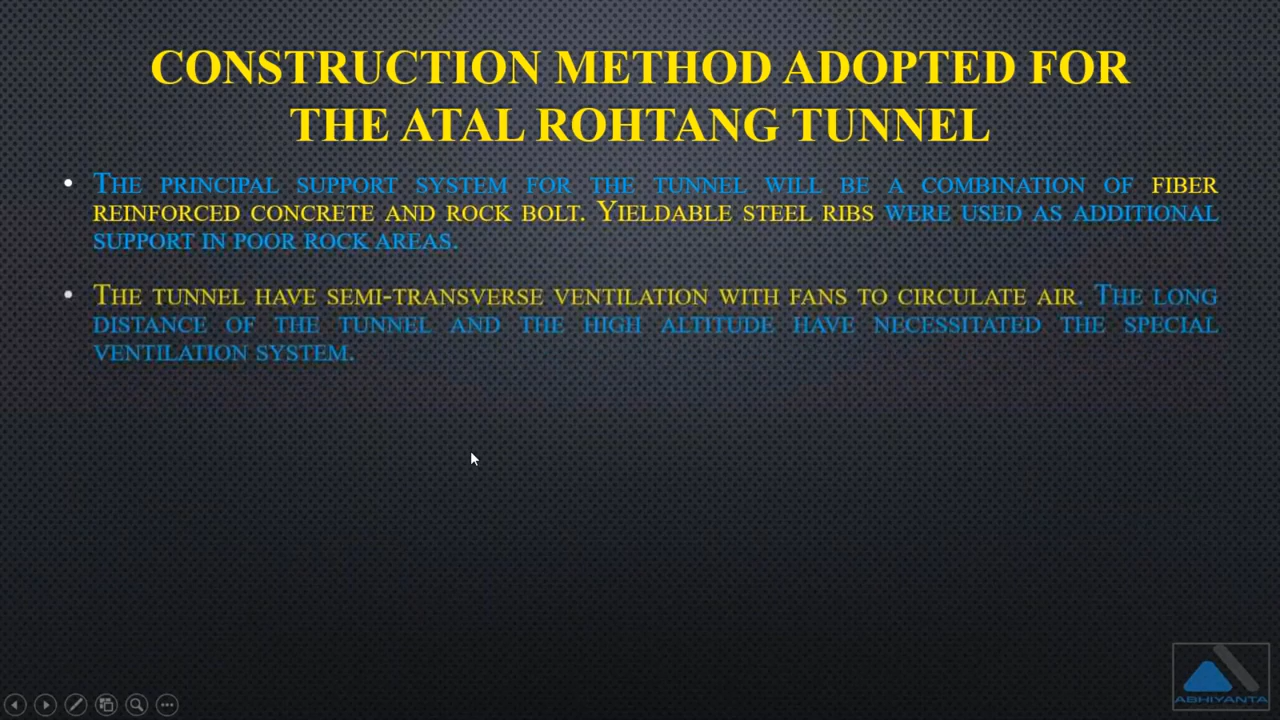 CONSTRUCTION METHOD ADOPTED FOR
THE ATAL ROHTANG TUNNEL
• THE PRINCIPAL SUPPORT SYSTEM FOR THE TUNNEL WILL BE A COMBINATION OF FIBER
REINFORCED CONCRETE AND ROCK BOLT. YIELDABLE STEEL RIBS WERE USED AS ADDITIONAL
SUPPORT IN POOR ROCK AREAS.
• THE TUNNEL HAVE SEMI-TRANSVERSE VENTILATION WITH FANS TO CIRCULATE AIR. THE LONG
DISTANCE OF THE TUNNEL AND THE HIGH ALTITUDE HAVE NECESSITATED THE SPECIAL
VENTILATION SYSTEM.
ABHIYANTA